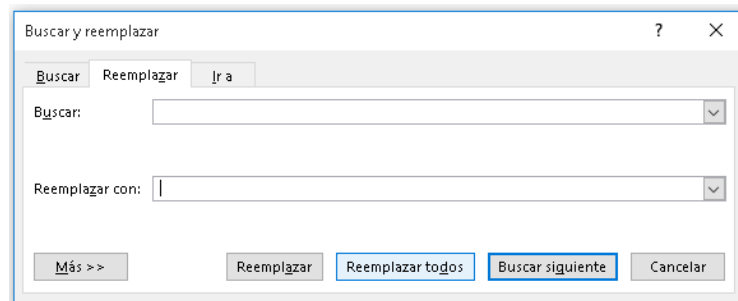 Buscar y reemplazar ?
Buscar Reemplazar Ir a
Buscar:
Reemplazar con:
Más >> Reemplazar Reemplazar todos Buscar siguiente Cancelar